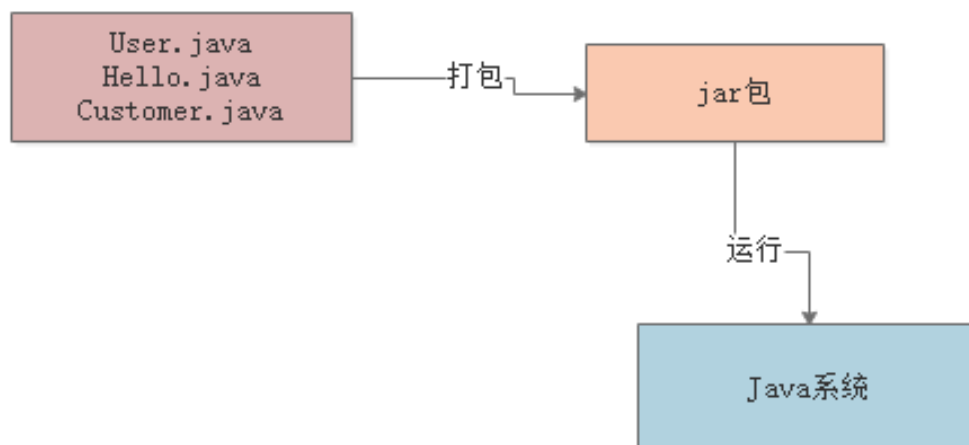 User.java
Hello.java
Customer.java
打包
jar包
运行
Java系统